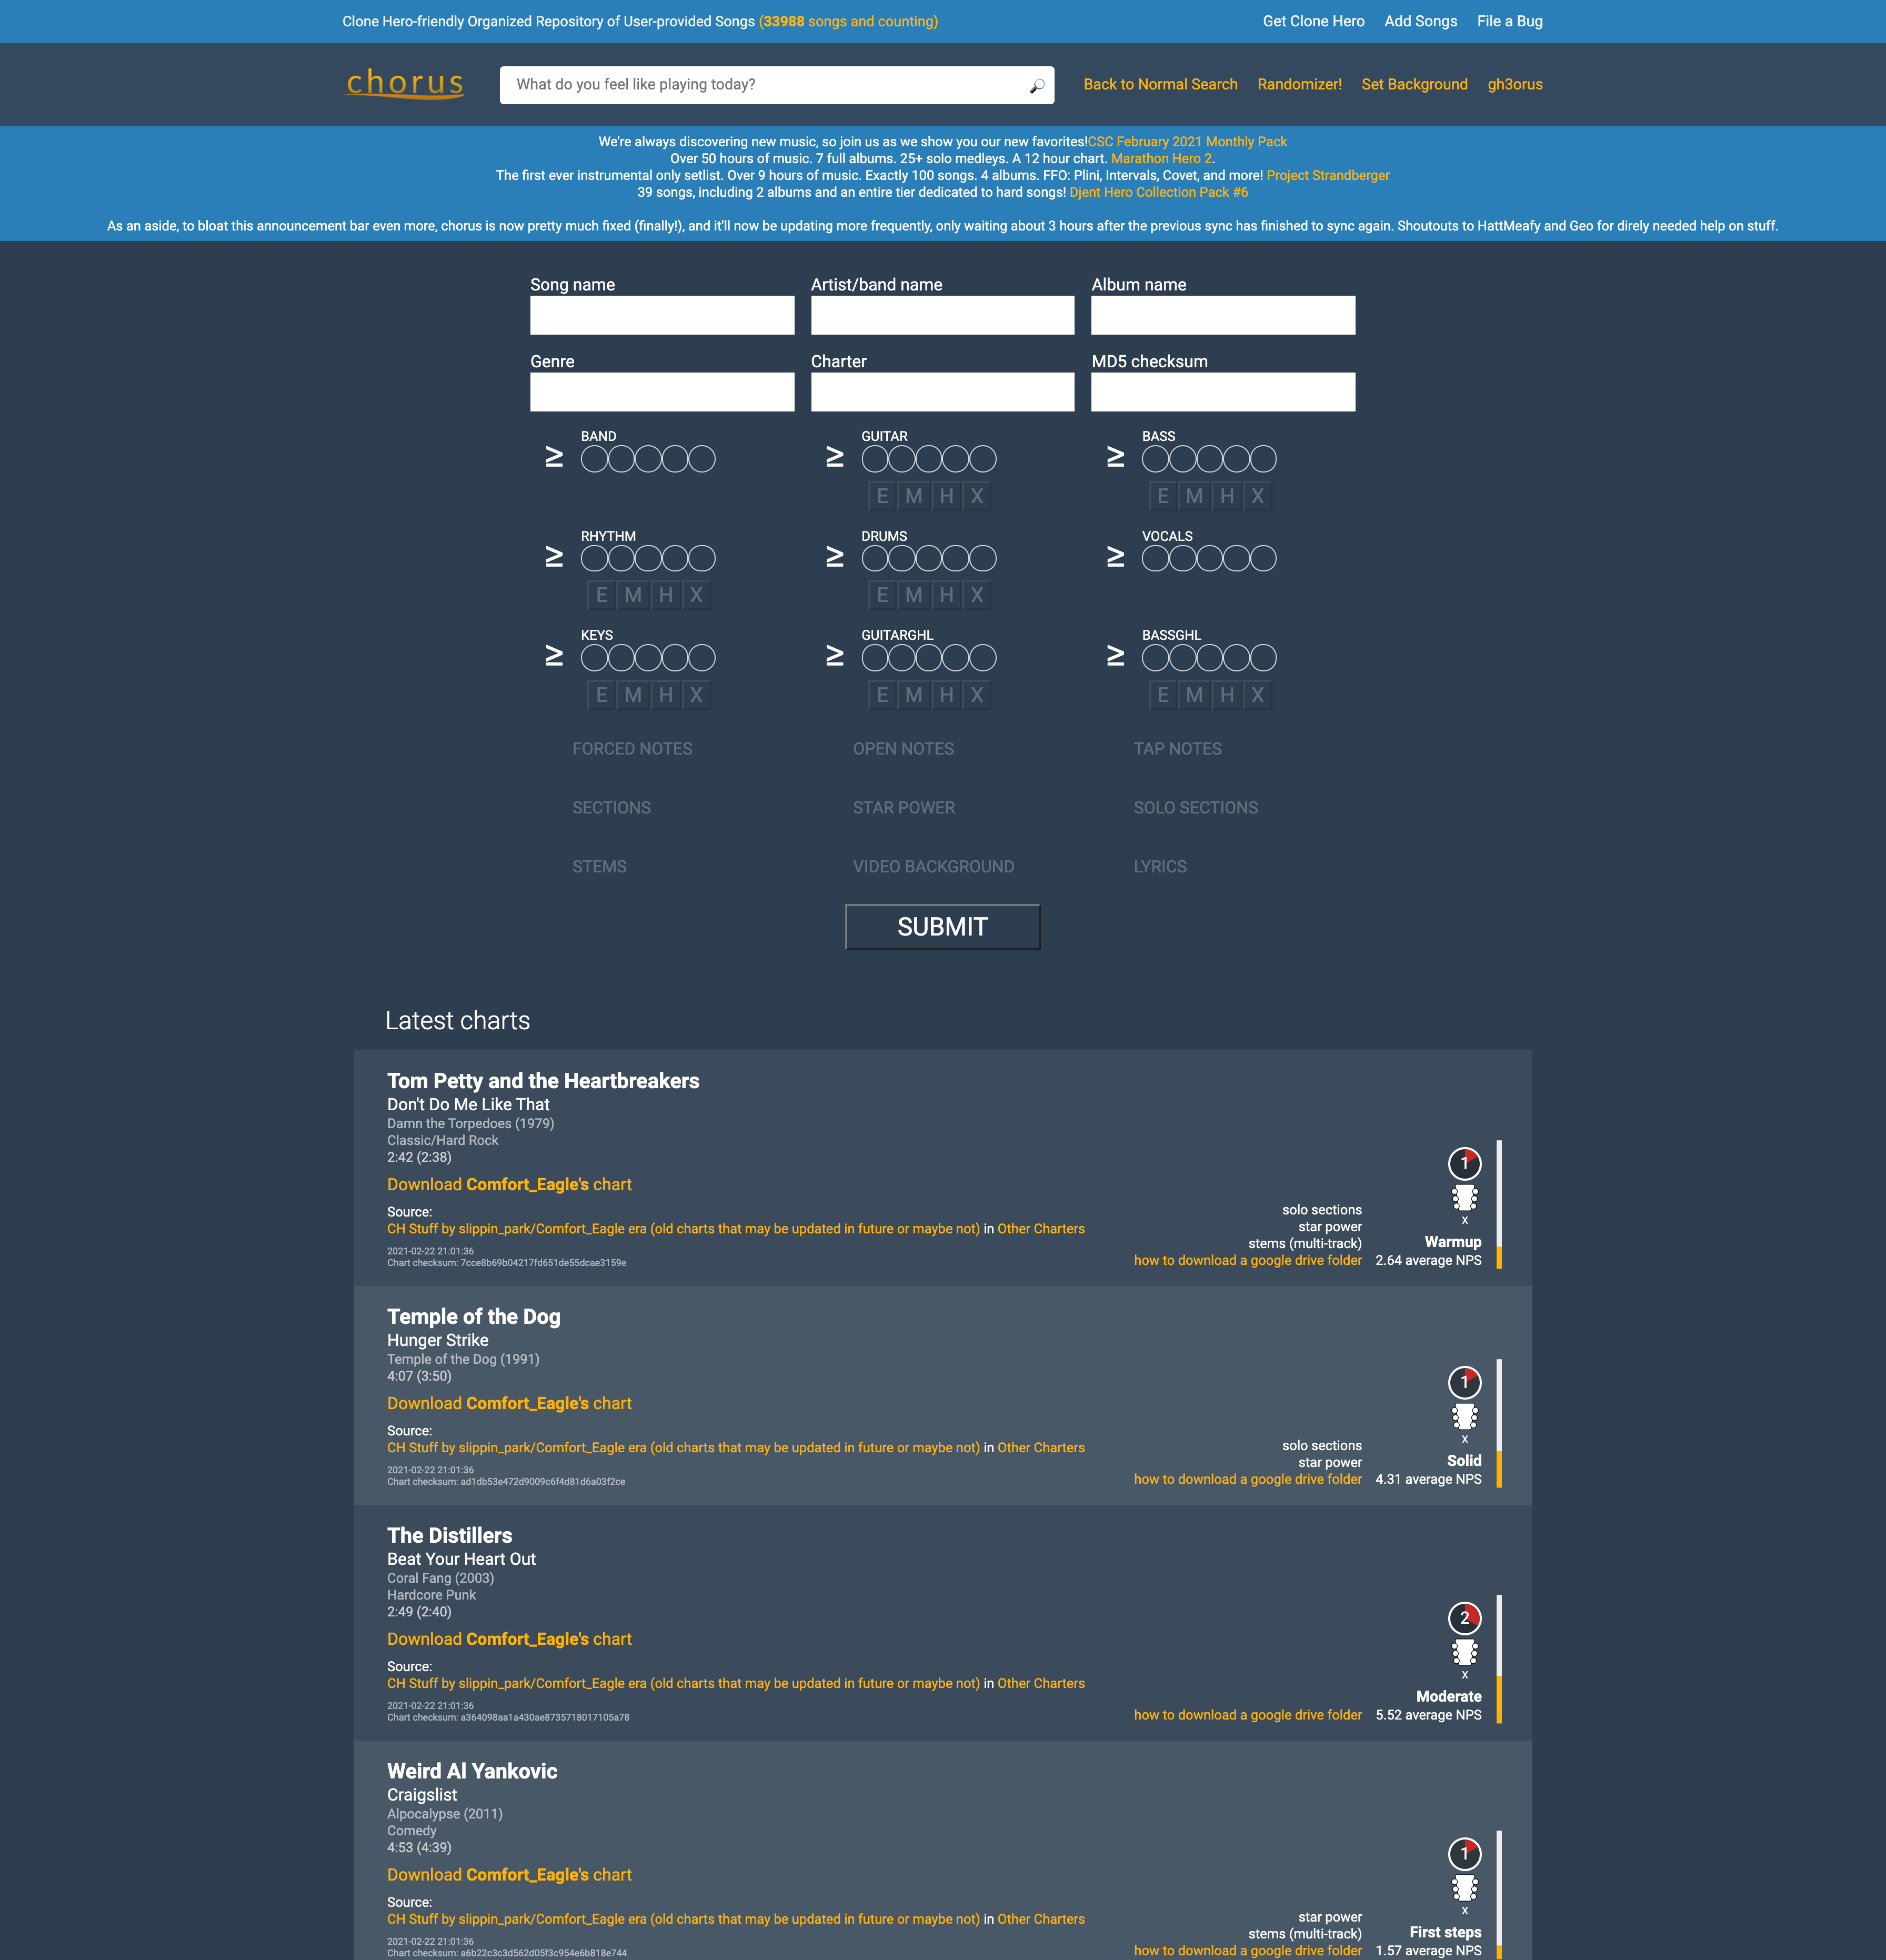 Clone Hero-friendly Organized Repository of User-provided Songs (33988 songs and counting)
Get Clone Hero Add Songs File a Bug
chorus
What do you feel like playing today?
Back to Normal Search Randomizer! Set Background gh3orus
We're always discovering new music, so join us as we show you our new favorites!CSC February 2021 Monthly Pack
Over 50 hours of music. 7 full albums. 25+ solo medleys. A 12 hour chart. Marathon Hero 2.
The first ever instrumental only setlist. Over 9 hours of music. Exactly 100 songs. 4 albums. FFO: Plini, Intervals, Covet, and more! Project Strandberger
39 songs, including 2 albums and an entire tier dedicated to hard songs! Djent Hero Collection Pack #6
As an aside, to bloat this announcement bar even more, chorus is now pretty much fixed (finally!), and it'll now be updating more frequently, only waiting about 3 hours after the previous sync has finished to sync again. Shoutouts to HattMeafy and Geo for direly needed help on stuff.
Song name Artist/band name Album name
Genre Charter MD5 checksum
BAND GUITAR BASS
≥ ≥ ≥
E M H X E M H X
RHYTHM DRUMS VOCALS
≥ ≥ ≥
E M H X E M H X
KEYS GUITARGHL BASSGHL
≥ ≥ ≥
E M H X E M H X E M H X
FORCED NOTES OPEN NOTES TAP NOTES
SECTIONS STAR POWER SOLO SECTIONS
STEMS VIDEO BACKGROUND LYRICS
SUBMIT
Latest charts
Tom Petty and the Heartbreakers
Don't Do Me Like That
Damn the Torpedoes (1979)
Classic/Hard Rock
2:42 (2:38)
Download Comfort_Eagle's chart
Source:
CH Stuff by slippin_park/Comfort_Eagle era (old charts that may be updated in future or maybe not) in Other Charters
2021-02-22 21:01:36
Chart checksum: 7cce8b69b04217fd651de55dcae3159e
solo sections
star power
stems (multi-track)
how to download a google drive folder
1
x
Warmup
2.64 average NPS
Temple of the Dog
Hunger Strike
Temple of the Dog (1991)
4:07 (3:50)
Download Comfort_Eagle's chart
Source:
CH Stuff by slippin_park/Comfort_Eagle era (old charts that may be updated in future or maybe not) in Other Charters
2021-02-22 21:01:36
Chart checksum: ad1db53e472d9009c6f4d81d6a03f2ce
solo sections
star power
how to download a google drive folder
1
x
Solid
4.31 average NPS
The Distillers
Beat Your Heart Out
Coral Fang (2003)
Hardcore Punk
2:49 (2:40)
Download Comfort_Eagle's chart
Source:
CH Stuff by slippin_park/Comfort_Eagle era (old charts that may be updated in future or maybe not) in Other Charters
2021-02-22 21:01:36
Chart checksum: a364098aa1a430ae8735718017105a78
how to download a google drive folder
2
x
Moderate
5.52 average NPS
Weird Al Yankovic
Craigslist
Alpocalypse (2011)
Comedy
4:53 (4:39)
Download Comfort_Eagle's chart
Source:
CH Stuff by slippin_park/Comfort_Eagle era (old charts that may be updated in future or maybe not) in Other Charters
2021-02-22 21:01:36
Chart checksum: a6b22c3c3d562d05f3c954e6b818e744
star power
stems (multi-track)
how to download a google drive folder
1
x
First steps
1.57 average NPS